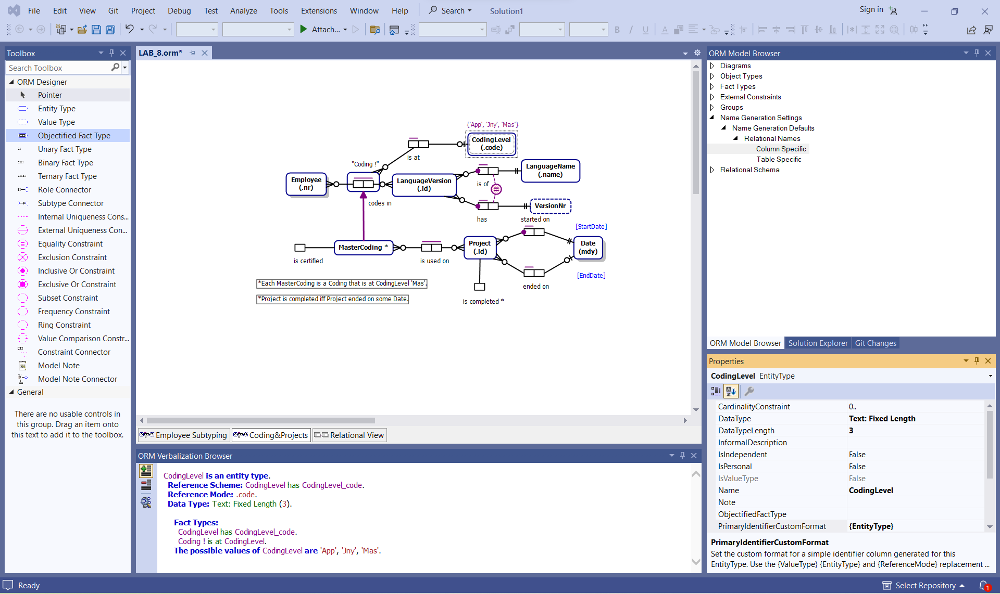 File Edit View Git Project Debug Test Analyze Tools Extensions Window Help Search Solution1 Sign in
Attach...
Toolbox
Search Toolbox
ORM Designer
Pointer
Entity Type
Value Type
Objectified Fact Type
Unary Fact Type
Binary Fact Type
Ternary Fact Type
Role Connector
Subtype Connector
Internal Uniqueness Cons...
External Uniqueness Con...
Equality Constraint
Exclusion Constraint
Inclusive Or Constraint
Exclusive Or Constraint
Subset Constraint
Frequency Constraint
Ring Constraint
Value Comparison Constr...
Constraint Connector
Model Note
Model Note Connector
General
There are no usable controls in
this group. Drag an item onto
this text to add it to the toolbox.
LAB_8.orm*
{'App', 'Jny', 'Mas'}
CodingLevel
(.code)
is at
"Coding !"
Employee
(.nr)
codes in
LanguageVersion
(.id)
is of
LanguageName
(.name)
has
VersionNr
started on
[StartDate]
MasterCoding *
is certified
is used on
Project
(.id)
Date
(mdy)
[EndDate]
ended on
is completed *
*Each MasterCoding is a Coding that is at CodingLevel 'Mas'.
*Project is completed iff Project ended on some Date.
Employee Subtyping Coding&Projects Relational View
ORM Verbalization Browser
CodingLevel is an entity type.
Reference Scheme: CodingLevel has CodingLevel_code.
Reference Mode: .code.
Data Type: Text: Fixed Length (3).
Fact Types:
CodingLevel has CodingLevel_code.
Coding ! is at CodingLevel.
The possible values of CodingLevel are 'App', 'Jny', 'Mas'.
ORM Model Browser
Diagrams
Object Types
Fact Types
External Constraints
Groups
Name Generation Settings
Name Generation Defaults
Relational Names
Column Specific
Table Specific
Relational Schema
ORM Model Browser Solution Explorer Git Changes
Properties
CodingLevel EntityType
CardinalityConstraint 0..
DataType Text: Fixed Length
DataTypeLength 3
InformalDescription
IsIndependent False
IsPersonal False
IsValueType False
Name CodingLevel
Note
ObjectifiedFactType
PrimaryIdentifierCustomFormat {EntityType}
PrimaryIdentifierCustomFormat
Set the custom format for a simple identifier column generated for this
EntityType. Use the {ValueType} {EntityType} and {ReferenceMode} replacement ...
Ready
Select Repository
1